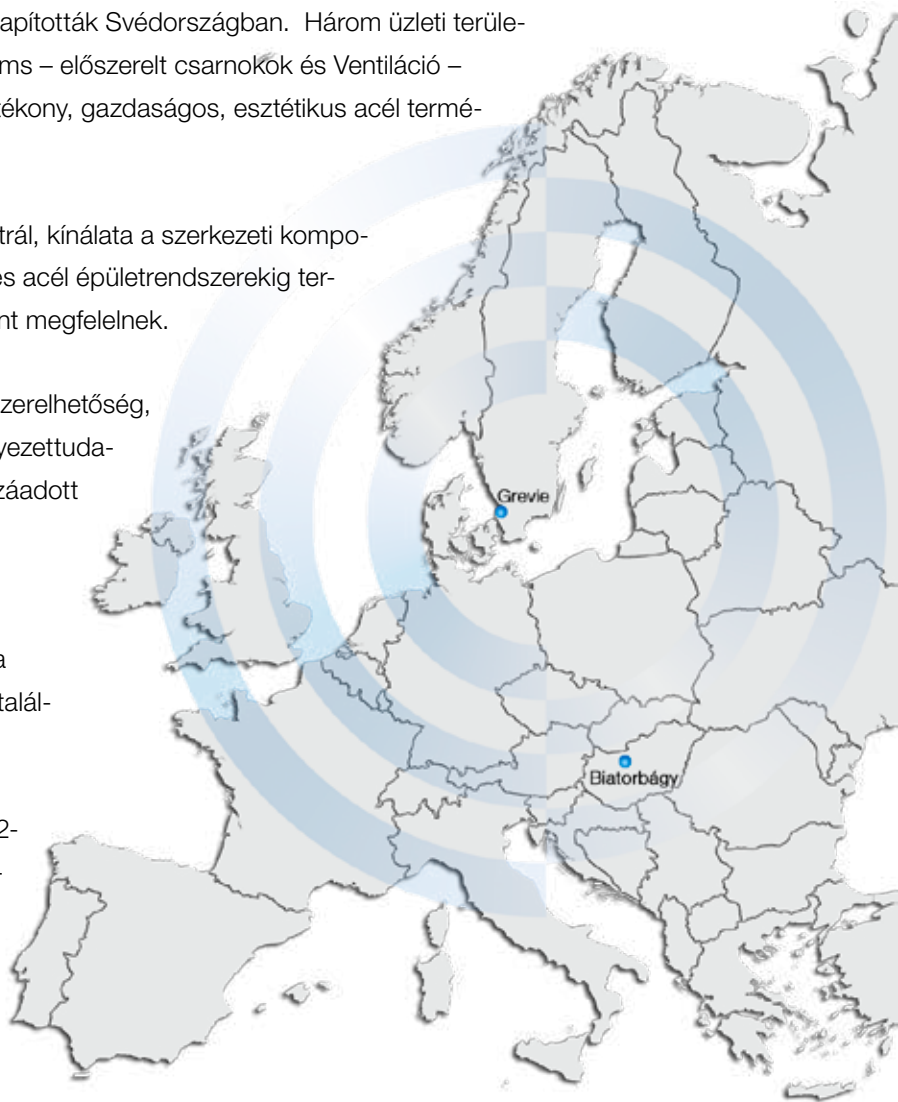 apították Svédországban. Három üzleti terüle-
ms – előszerelt csarnokok és Ventiláció –
tékony, gazdaságos, esztétikus acél termé-
trál, kínálata a szerkezeti kompo-
es acél épületrendszerekig ter-
nt megfelelnek.
zerelhetőség,
yezettuda-
záadott
Grevie
a
talál-
Biatorbágy
2-